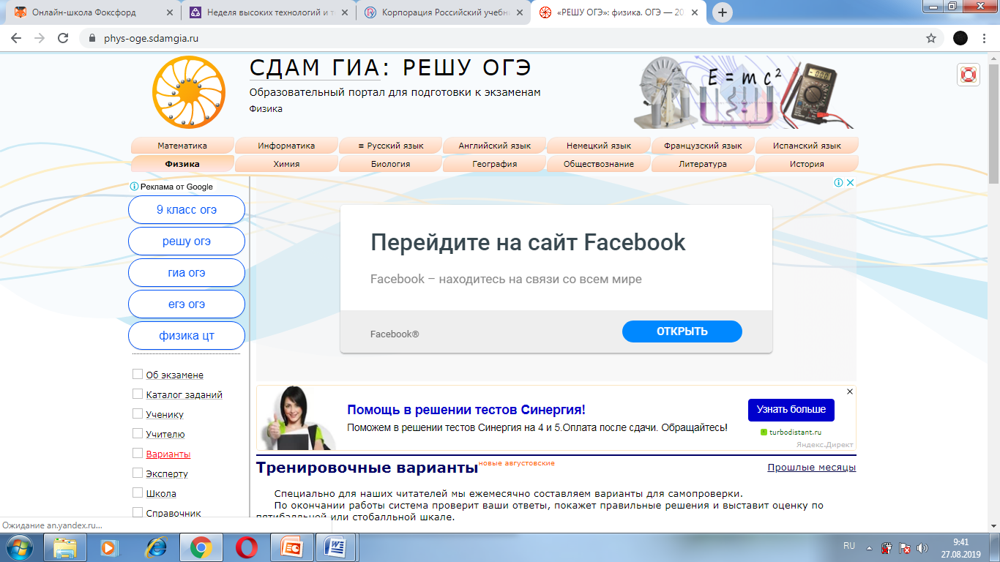 Онлайн-школа Фоксфорд
Неделя высоких технологий и т
Корпорация Российский учебн
«РЕШУ ОГЭ»: физика. ОГЭ — 20
phys-oge.sdamgia.ru
СДАМ ГИА: РЕШУ ОГЭ
Образовательный портал для подготовки к экзаменам
Физика
E = m c²
Математика
Информатика
≡ Русский язык
Английский язык
Немецкий язык
Французский язык
Испанский язык
Физика
Химия
Биология
География
Обществознание
Литература
История
Реклама от Google
9 класс огэ
решу огэ
гиа огэ
егэ огэ
физика цт
Об экзамене
Каталог заданий
Ученику
Учителю
Варианты
Эксперту
Школа
Справочник
Перейдите на сайт Facebook
Facebook – находитесь на связи со всем мире
Facebook®
ОТКРЫТЬ
Помощь в решении тестов Синергия!
Поможем в решении тестов Синергия на 4 и 5.Оплата после сдачи. Обращайтесь!
Узнать больше
turbodistant.ru
Яндекс.Директ
Тренировочные варианты новые августовские
Прошлые месяцы
Специально для наших читателей мы ежемесячно составляем варианты для самопроверки.
По окончании работы система проверит ваши ответы, покажет правильные решения и выставит оценку по
пятибалльной или стобалльной шкале.
Ожидание an.yandex.ru...
RU
9:41
27.08.2019